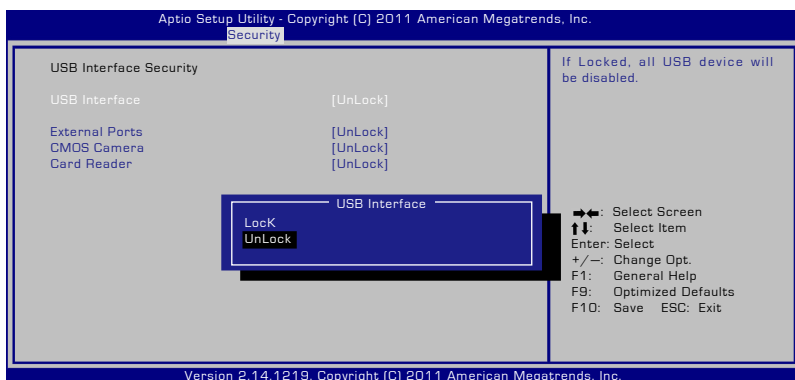 Aptio Setup Utility - Copyright (C) 2011 American Megatrends, Inc.
Security
USB Interface Security
USB Interface [UnLock]
External Ports [UnLock]
CMOS Camera [UnLock]
Card Reader [UnLock]
If Locked, all USB device will
be disabled.
USB Interface
LocK
UnLock
→←: Select Screen
↑↓: Select Item
Enter: Select
+/—: Change Opt.
F1: General Help
F9: Optimized Defaults
F10: Save ESC: Exit
Version 2.14.1219. Copyright (C) 2011 American Megatrends, Inc.